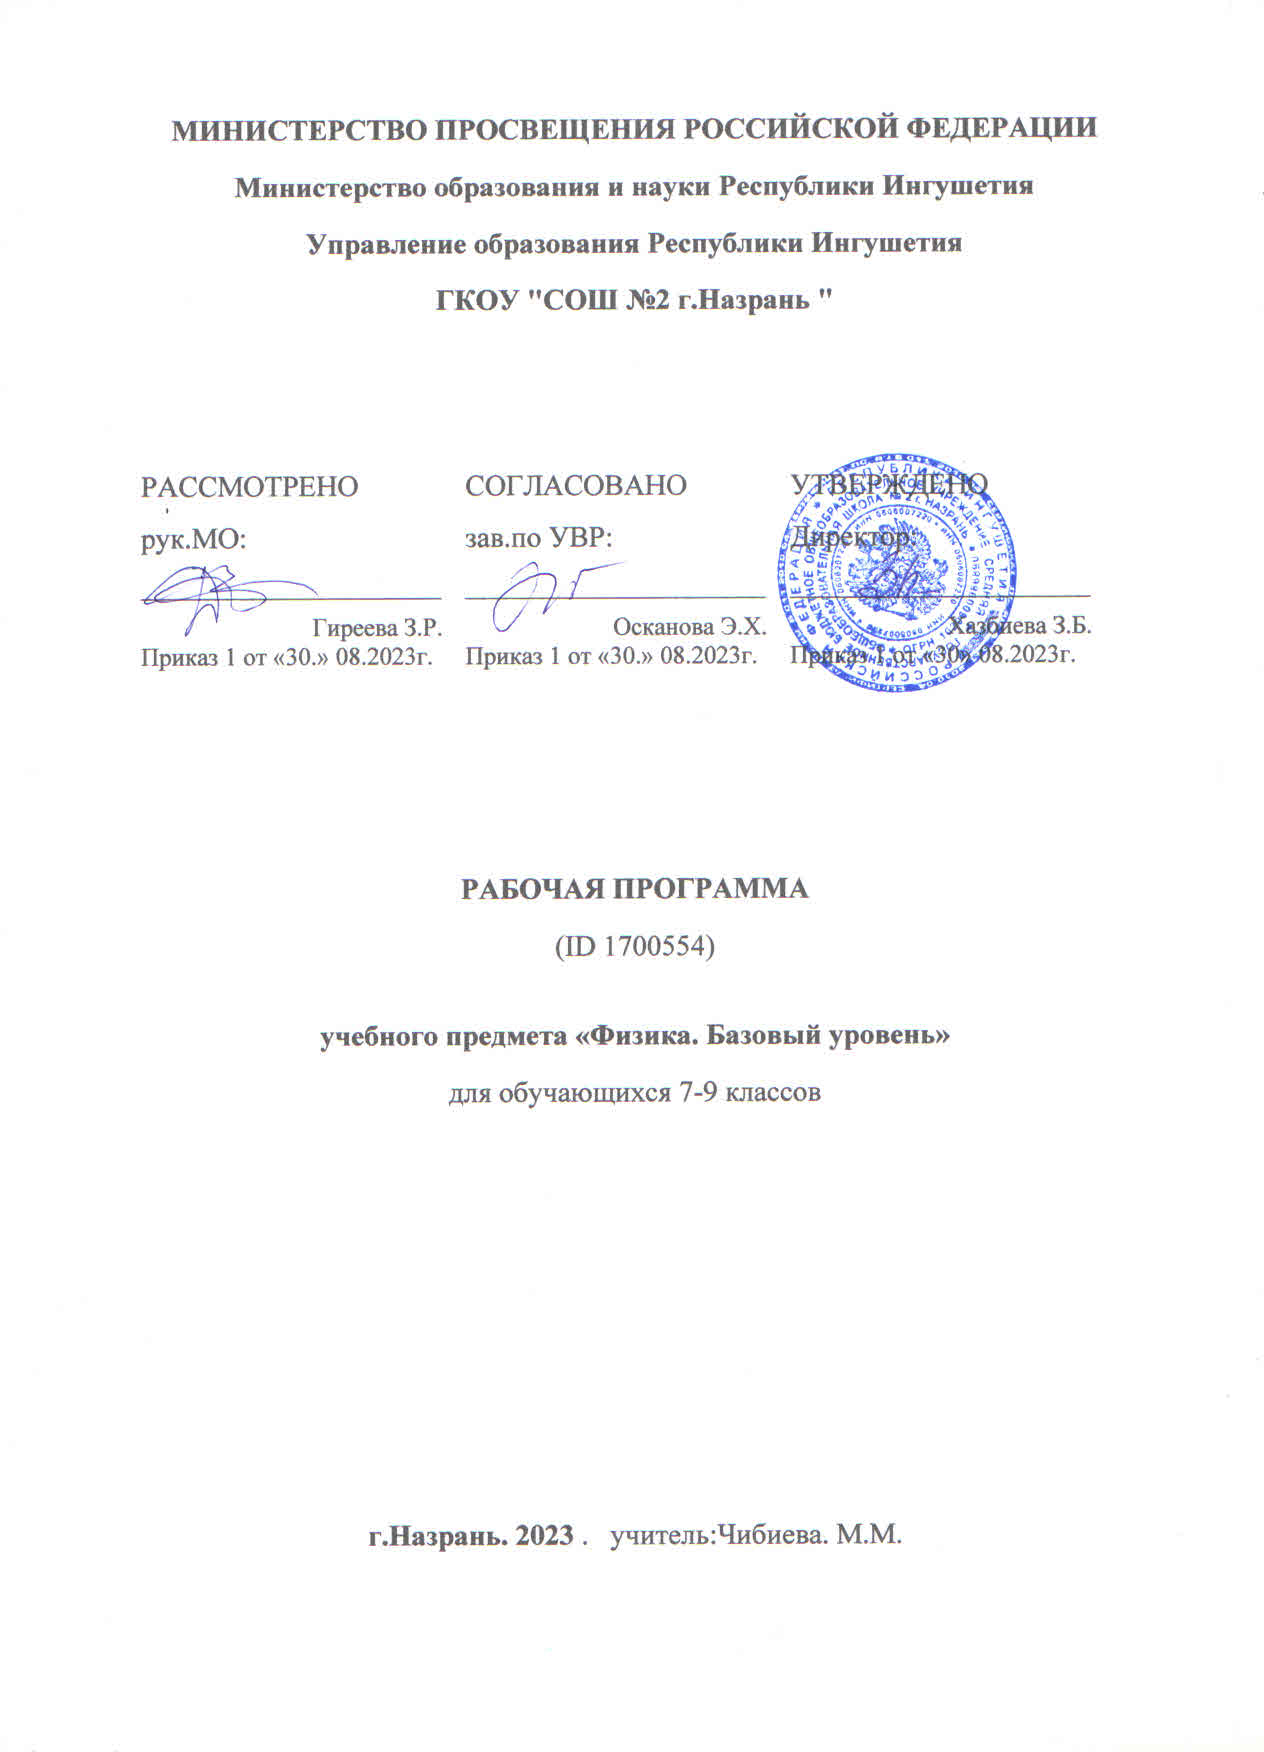 МИНИСТЕРСТВО ПРОСВЕЩЕНИЯ РОССИЙСКОЙ ФЕДЕРАЦИИ
Министерство образования и науки Республики Ингушетия
Управление образования Республики Ингушетия
ГКОУ "СОШ №2 г.Назрань "
РАССМОТРЕНО
рук.МО:
Гиреева З.Р.
Приказ 1 от «30.» 08.2023г.
СОГЛАСОВАНО
зав.по УВР:
Осканова Э.Х.
Приказ 1 от «30.» 08.2023г.
УТВЕРЖДЕНО
Директор:
Хазбиева З.Б.
Приказ 1 от «30.» 08.2023г.
РАБОЧАЯ ПРОГРАММА
(ID 1700554)
учебного предмета «Физика. Базовый уровень»
для обучающихся 7-9 классов
г.Назрань. 2023 . учитель:Чибиева. М.М.